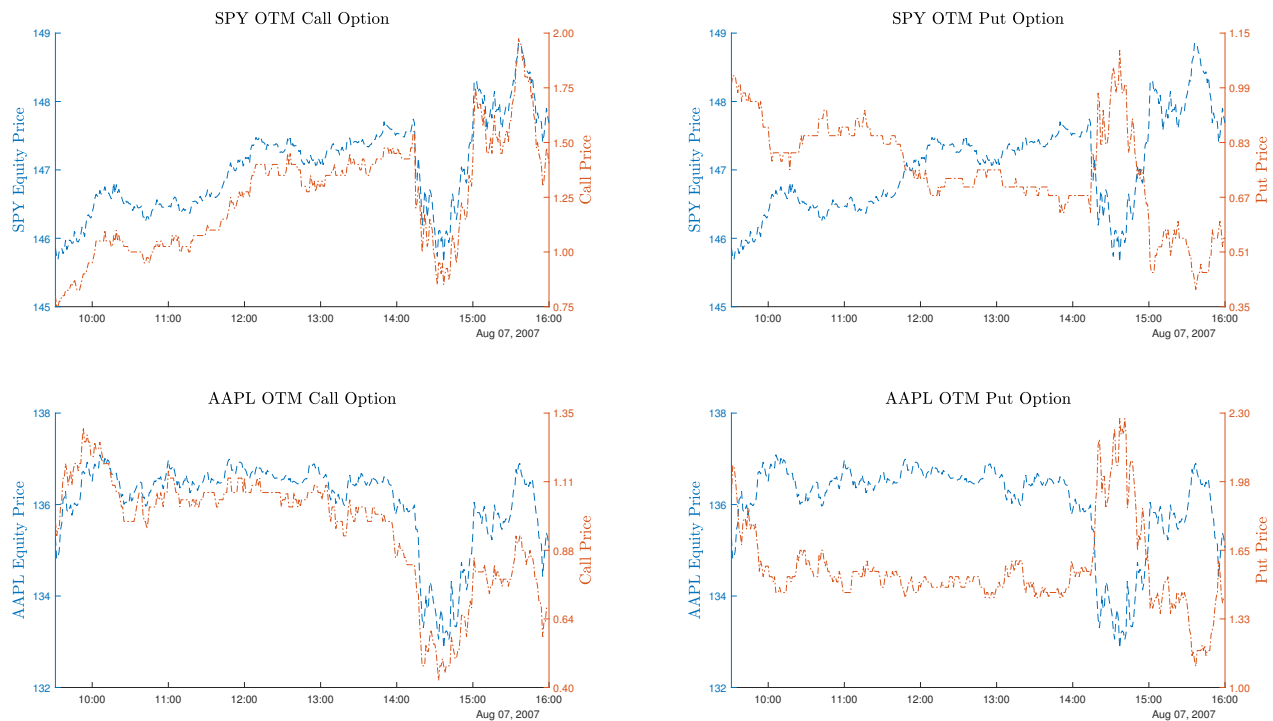 SPY OTM Call Option
149
148
147
146
145
SPY Equity Price
2.00
1.75
1.50
1.25
1.00
0.75
Call Price
10:00 11:00 12:00 13:00 14:00 15:00 16:00
Aug 07, 2007
SPY OTM Put Option
149
148
147
146
145
SPY Equity Price
1.15
0.99
0.83
0.67
0.51
0.35
Put Price
10:00 11:00 12:00 13:00 14:00 15:00 16:00
Aug 07, 2007
AAPL OTM Call Option
138
136
134
132
AAPL Equity Price
1.35
1.11
0.88
0.64
0.40
Call Price
10:00 11:00 12:00 13:00 14:00 15:00 16:00
Aug 07, 2007
AAPL OTM Put Option
138
136
134
132
AAPL Equity Price
2.30
1.98
1.65
1.33
1.00
Put Price
10:00 11:00 12:00 13:00 14:00 15:00 16:00
Aug 07, 2007